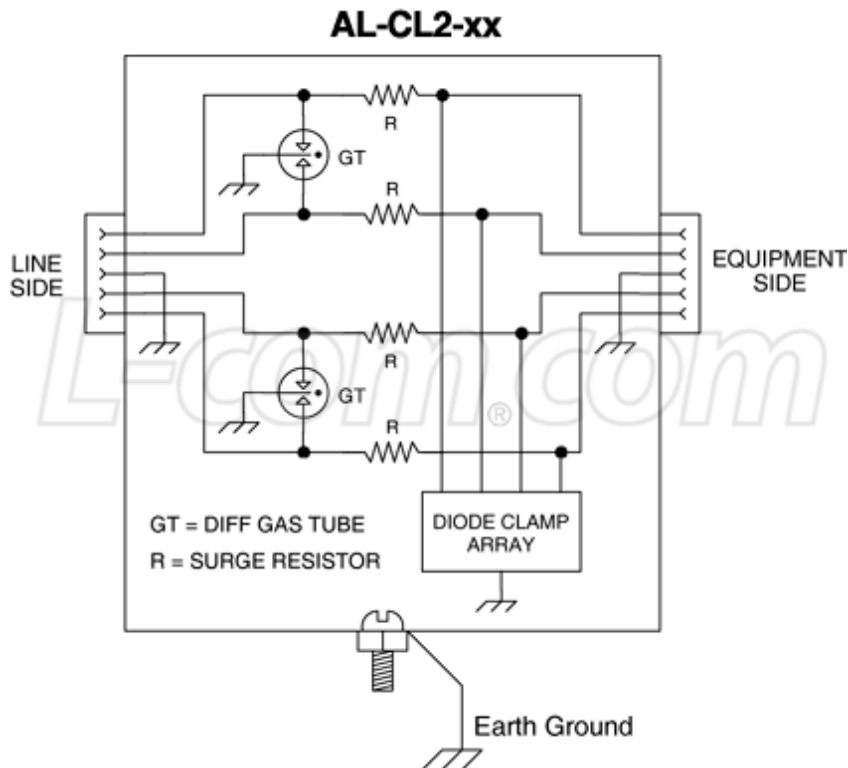 AL-CL2-xx
R
GT
R
LINE
SIDE
EQUIPMENT
SIDE
L-com.com®
R
GT
R
GT = DIFF GAS TUBE
R = SURGE RESISTOR
DIODE CLAMP
ARRAY
Earth Ground